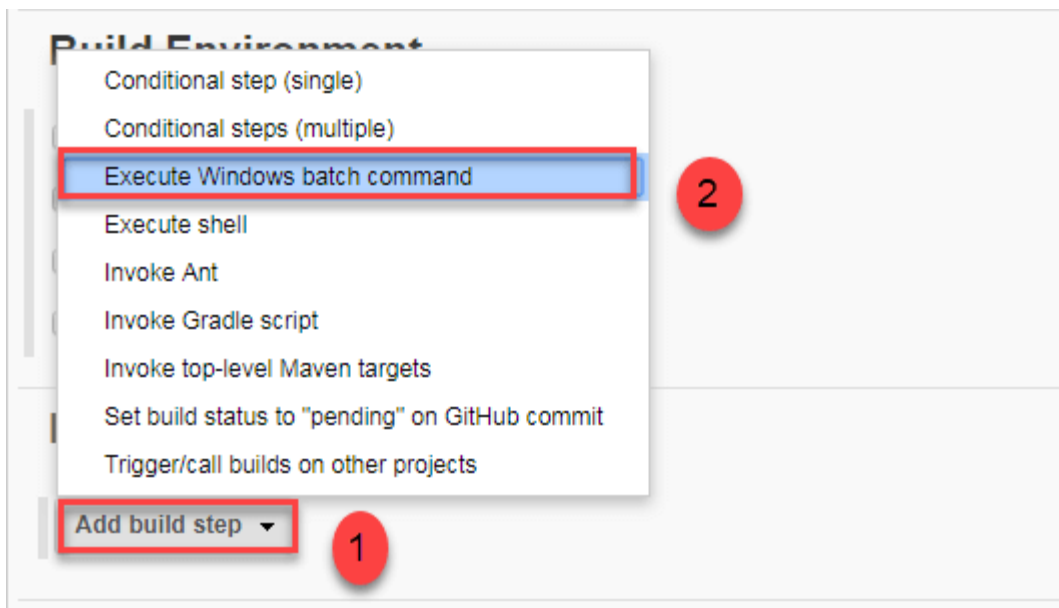 Build Environment
Conditional step (single)
Conditional steps (multiple)
Execute Windows batch command
2
Execute shell
Invoke Ant
Invoke Gradle script
Invoke top-level Maven targets
Set build status to "pending" on GitHub commit
Trigger/call builds on other projects
Add build step
1